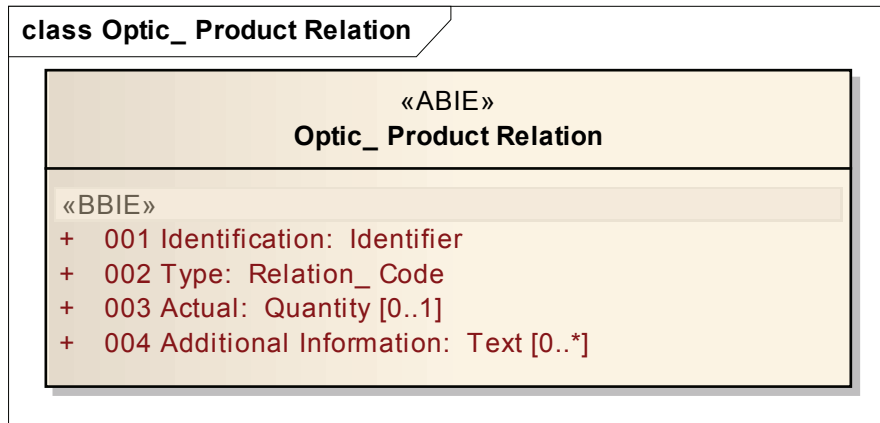 class Optic_ Product Relation
«ABIE»
Optic_ Product Relation
«BBIE»
+ 001 Identification: Identifier
+ 002 Type: Relation_ Code
+ 003 Actual: Quantity [0..1]
+ 004 Additional Information: Text [0..*]